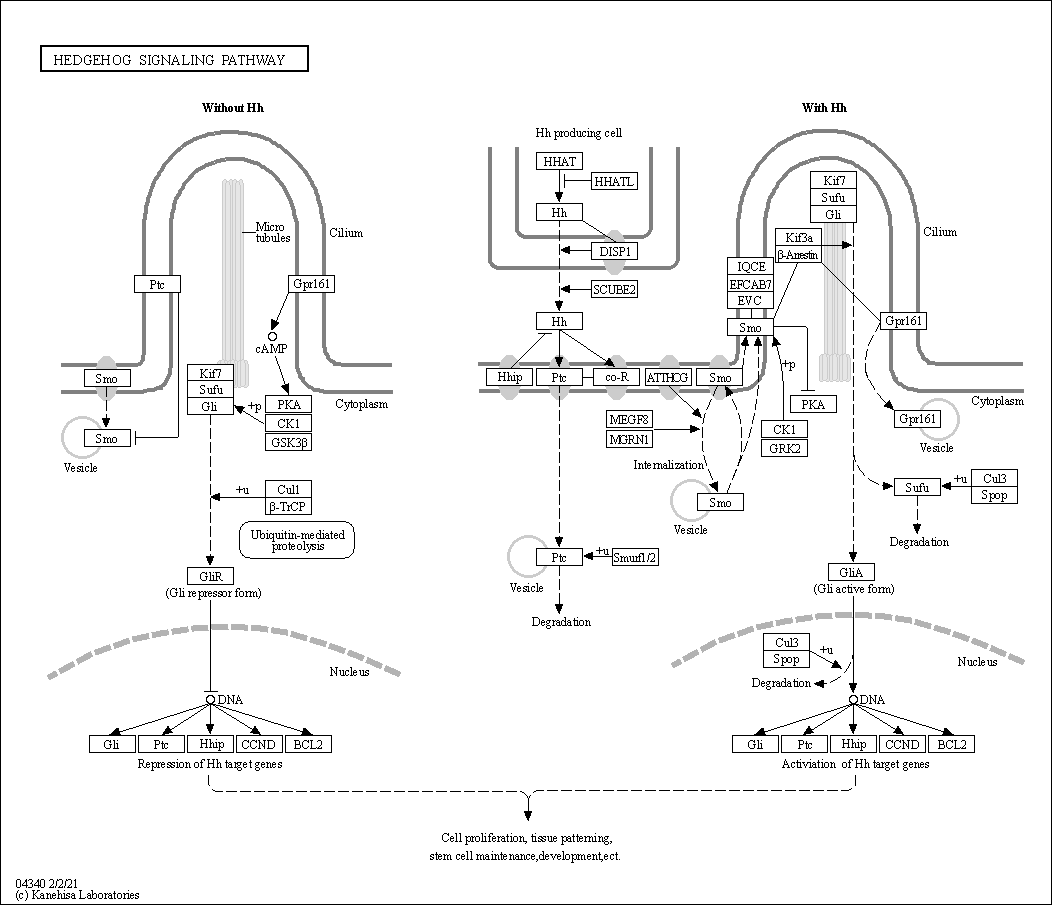 HEDGEHOG SIGNALING PATHWAY
Without Hh
Micro
tubules
Cilium
Ptc
Gpr161
cAMP
Smo
Kif7
Sufu
Gli
+p
PKA
CK1
GSK3β
Cytoplasm
Smo
Vesicle
+u
Cul1
β-TrCP
Ubiquitin-mediated
proteolysis
GliR
(Gli repressor form)
Nucleus
DNA
Gli
Ptc
Hhip
CCND
BCL2
Repression of Hh target genes
With Hh
Hh producing cell
HHAT
HHATL
Hh
DISP1
SCUBE2
Hh
Kif7
Sufu
Gli
Kif3a
β-Arrestin
Cilium
IQCE
EFCAB7
EVC
Smo
Gpr161
Hhip
Ptc
co-R
ATTHOG
Smo
+p
PKA
Cytoplasm
MEGF8
MGRN1
CK1
GRK2
Gpr161
Vesicle
Internalization
Smo
Vesicle
Sufu
+u
Cul3
Spop
Degradation
Ptc
+u
Smurf1/2
Vesicle
Degradation
GliA
(Gli active form)
Cul3
Spop
+u
Degradation
Nucleus
DNA
Gli
Ptc
Hhip
CCND
BCL2
Activiation of Hh target genes
Cell proliferation, tissue patterning,
stem cell maintenance,development,ect.
04340 2/2/21
(c) Kanehisa Laboratories